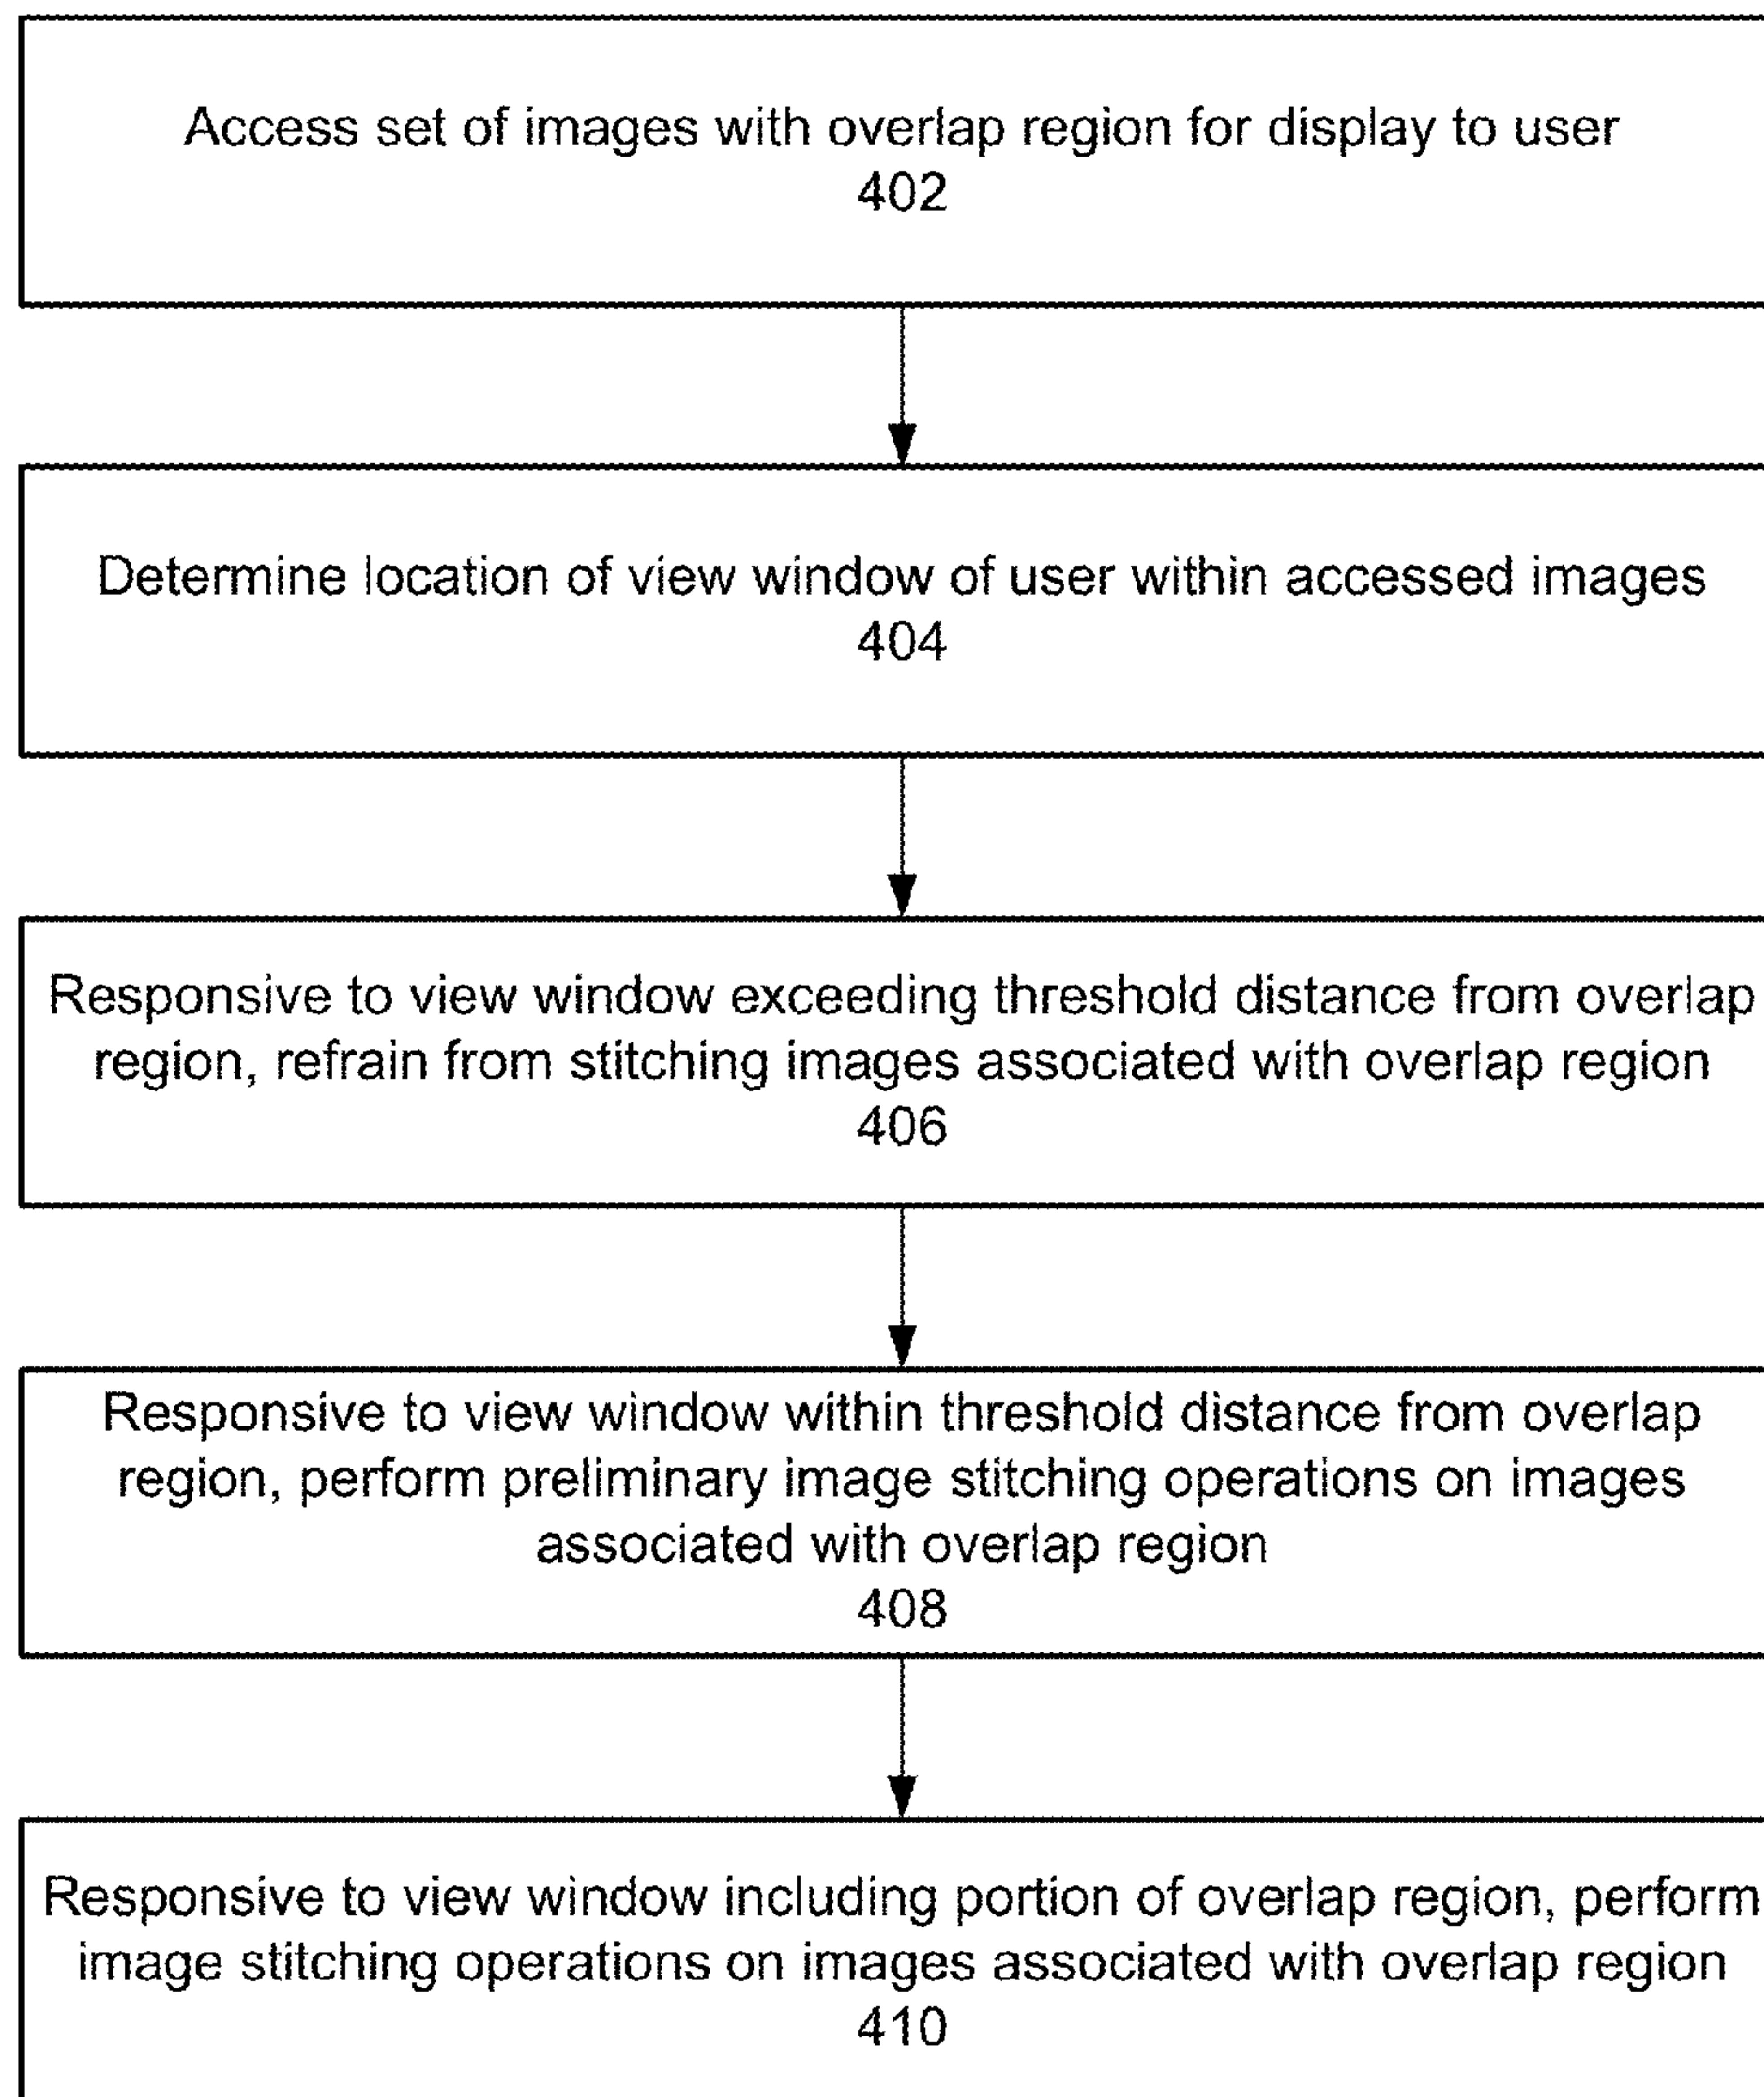 Access set of images with overlap region for display to user
402
Determine location of view window of user within accessed images
404
Responsive to view window exceeding threshold distance from overlap
region, refrain from stitching images associated with overlap region
406
Responsive to view window within threshold distance from overlap
region, perform preliminary image stitching operations on images
associated with overlap region
408
Responsive to view window including portion of overlap region, perform
image stitching operations on images associated with overlap region
410